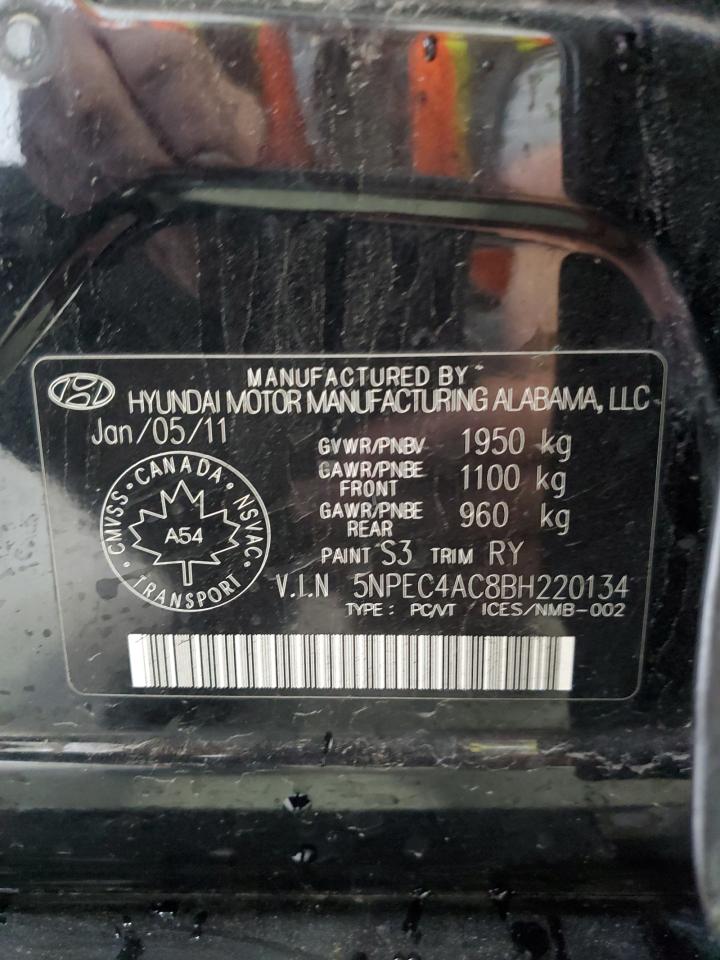 MANUFACTURED BY
HYUNDAI MOTOR MANUFACTURING ALABAMA, LLC
Jan/05/11
GVWR/PNBV 1950 kg
GAWR/PNBE FRONT 1100 kg
GAWR/PNBE REAR 960 kg
PAINT S3 TRIM RY
CMVSS · CANADA · NSVAC · TRANSPORT ·
A54
V.I.N 5NPEC4AC8BH220134
TYPE: PC/VT ICES/NMB-002